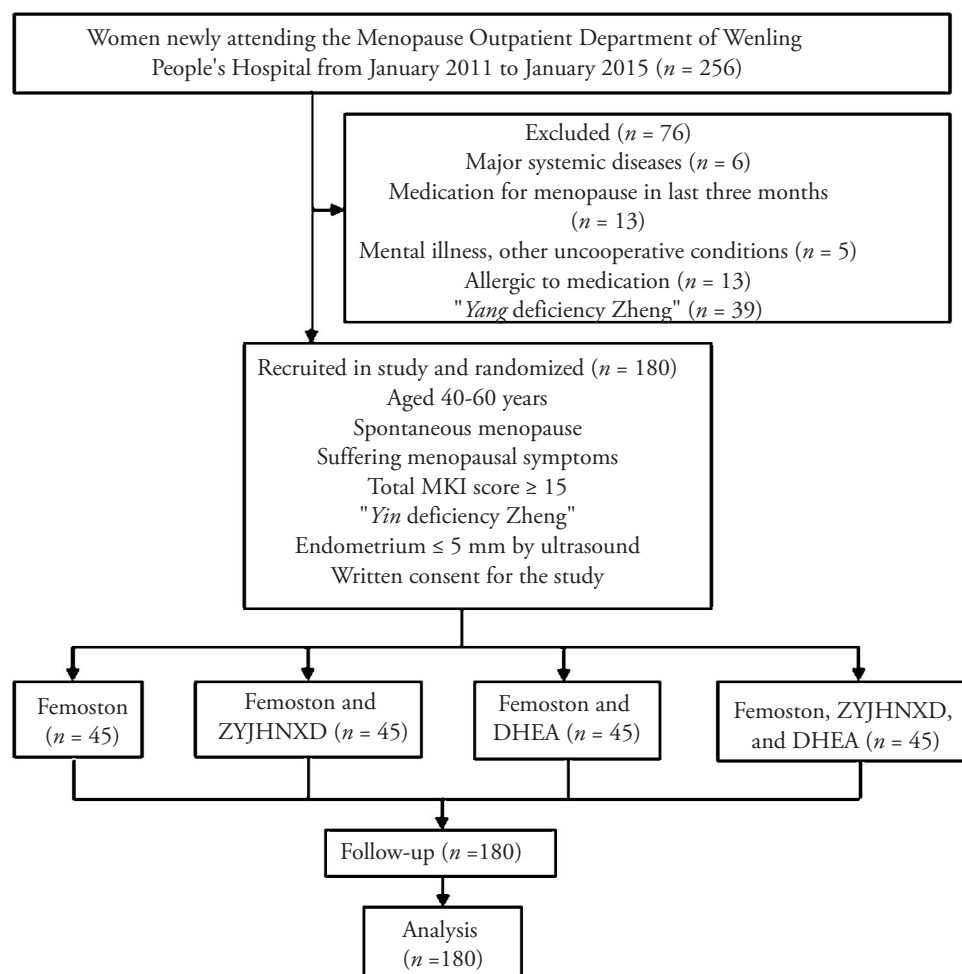 Women newly attending the Menopause Outpatient Department of Wenling
People's Hospital from January 2011 to January 2015 (n = 256)
Excluded (n = 76)
Major systemic diseases (n = 6)
Medication for menopause in last three months
(n = 13)
Mental illness, other uncooperative conditions (n = 5)
Allergic to medication (n = 13)
"Yang deficiency Zheng" (n = 39)
Recruited in study and randomized (n = 180)
Aged 40-60 years
Spontaneous menopause
Suffering menopausal symptoms
Total MKI score ≥ 15
"Yin deficiency Zheng"
Endometrium ≤ 5 mm by ultrasound
Written consent for the study
Femoston
(n = 45)
Femoston and
ZYJHNXD (n = 45)
Femoston and
DHEA (n = 45)
Femoston, ZYJHNXD,
and DHEA (n = 45)
Follow-up (n =180)
Analysis
(n =180)